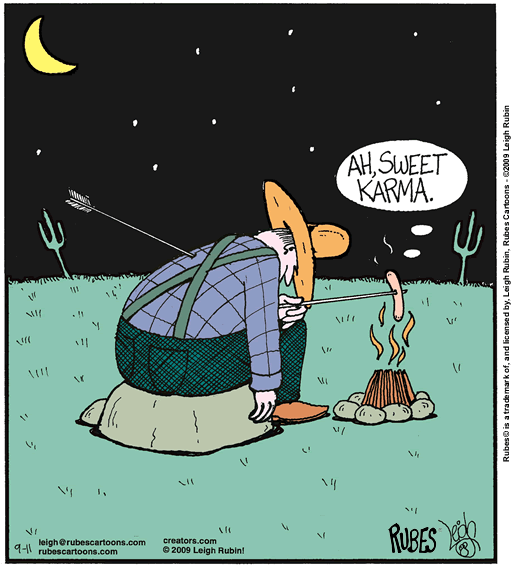 AH, SWEET
KARMA.
Rubes© is a trademark of, and licensed by, Leigh Rubin. Rubes Cartoons - ©2009 Leigh Rubin
RUBES
Leigh
9-11
leigh@rubescartoons.com
rubescartoons.com
creators.com
© 2009 Leigh Rubin!